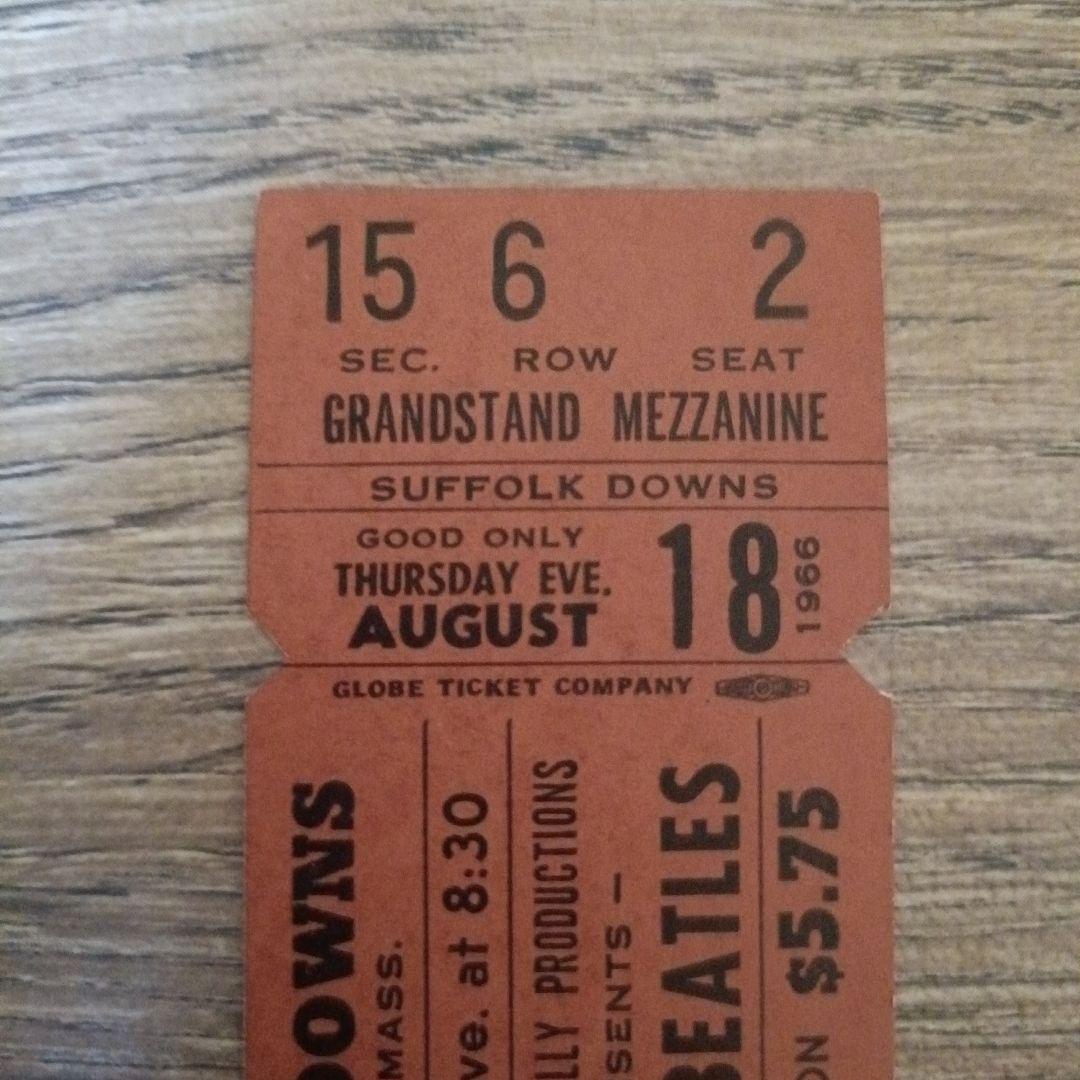 15 6 2
SEC. ROW SEAT
GRANDSTAND MEZZANINE
SUFFOLK DOWNS
GOOD ONLY
THURSDAY EVE.
AUGUST 18 1966
GLOBE TICKET COMPANY
DOWNS
MASS.
ve. at 8:30
LLY PRODUCTIONS
SENTS —
BEATLES
ON $5.75